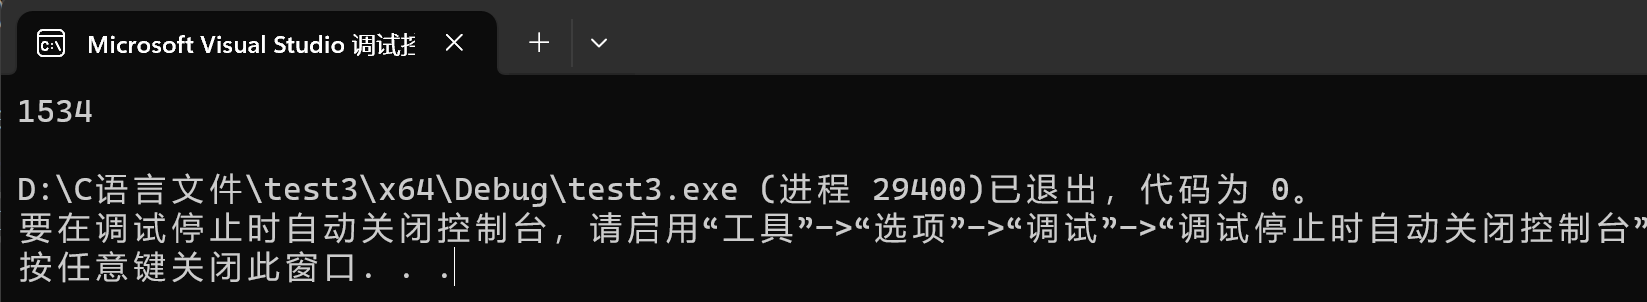 Microsoft Visual Studio 调试
1534
D:\C语言文件\test3\x64\Debug\test3.exe (进程 29400)已退出，代码为 0。
要在调试停止时自动关闭控制台，请启用“工具”->“选项”->“调试”->“调试停止时自动关闭控制台”
按任意键关闭此窗口. . .